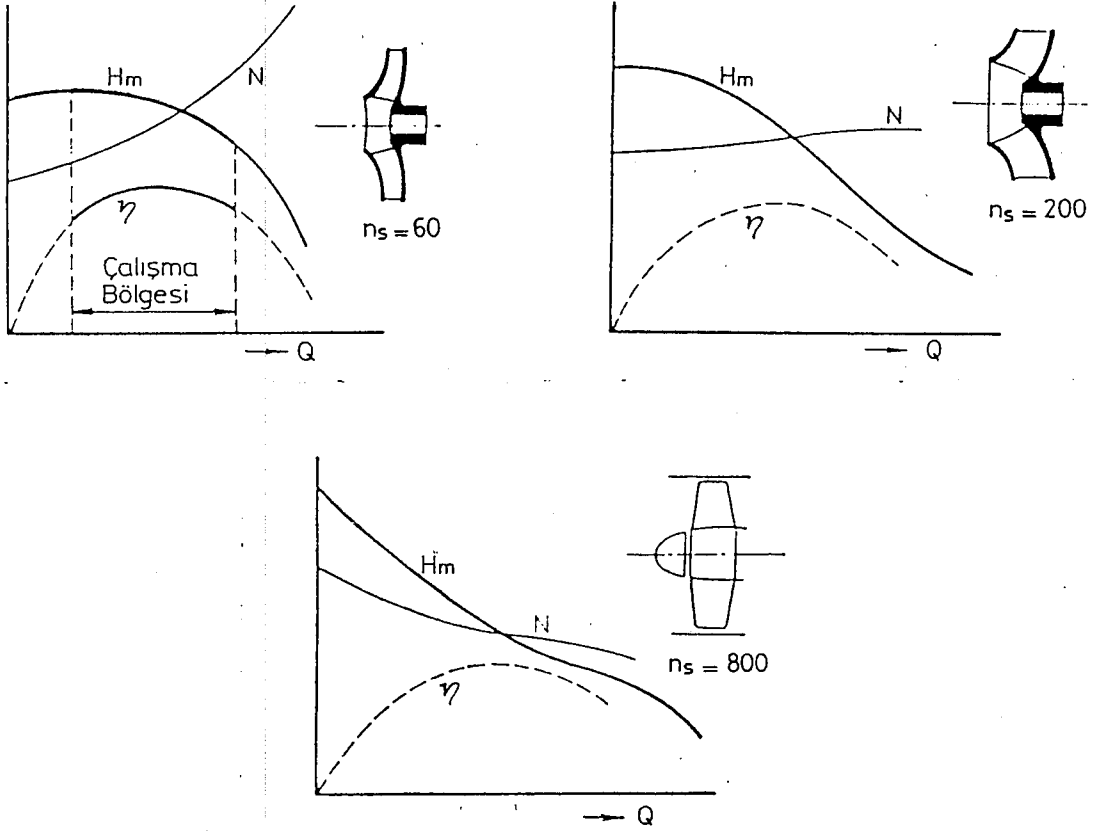 Hm
N
η
Çalışma
Bölgesi
Q
ns = 60
Hm
N
η
Q
ns = 200
Hm
N
η
Q
ns = 800